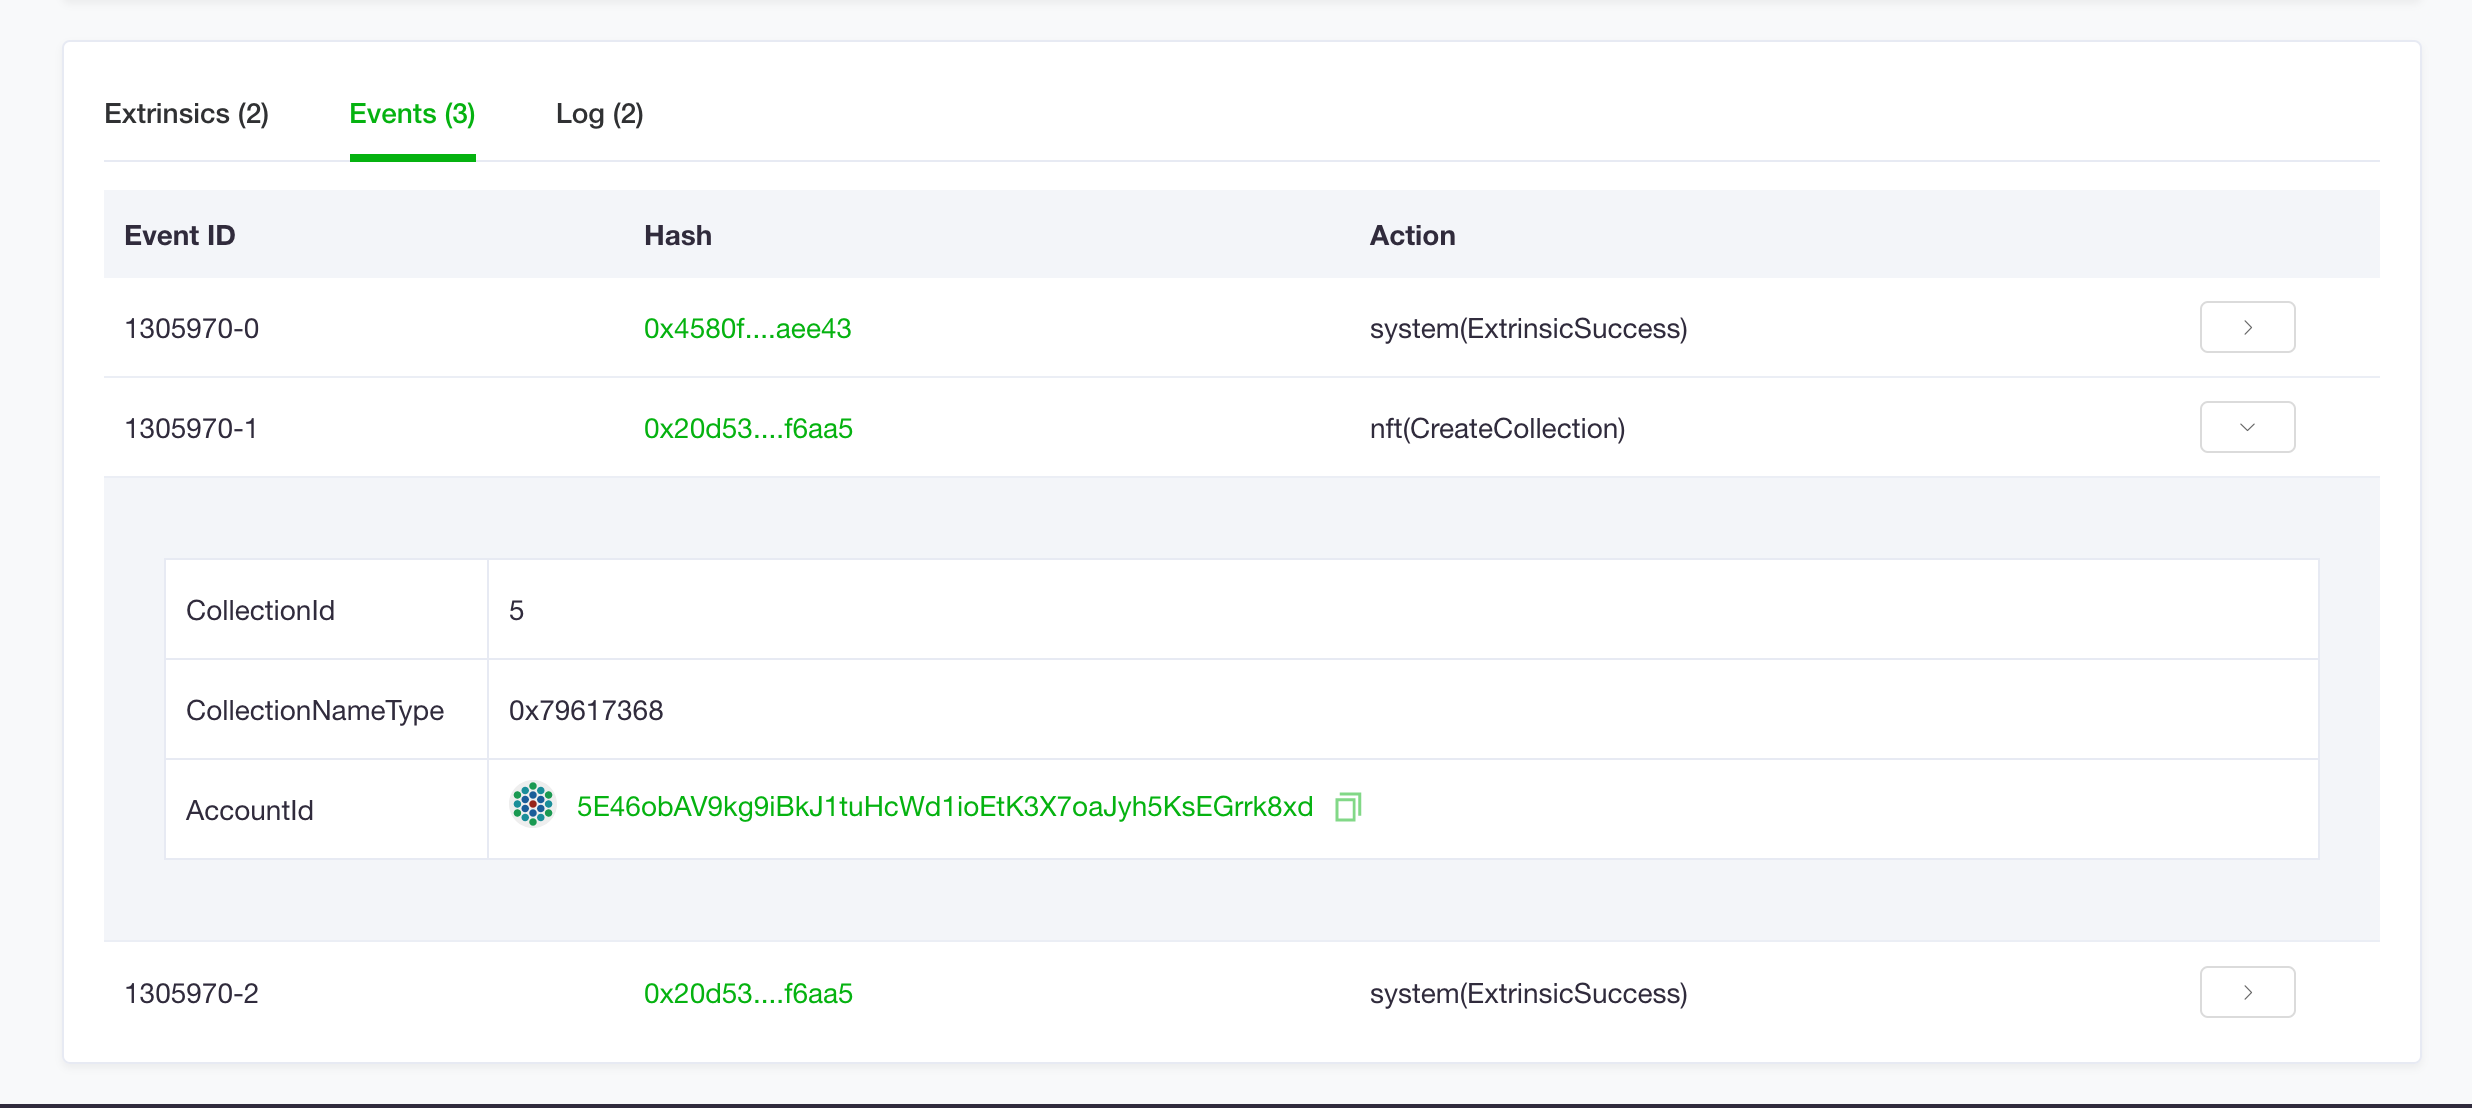 Extrinsics (2) Events (3) Log (2)
Event ID Hash Action
1305970-0 0x4580f....aee43 system(ExtrinsicSuccess)
1305970-1 0x20d53....f6aa5 nft(CreateCollection)
CollectionId 5
CollectionNameType 0x79617368
AccountId 5E46obAV9kg9iBkJ1tuHcWd1ioEtK3X7oaJyh5KsEGrrk8xd
1305970-2 0x20d53....f6aa5 system(ExtrinsicSuccess)